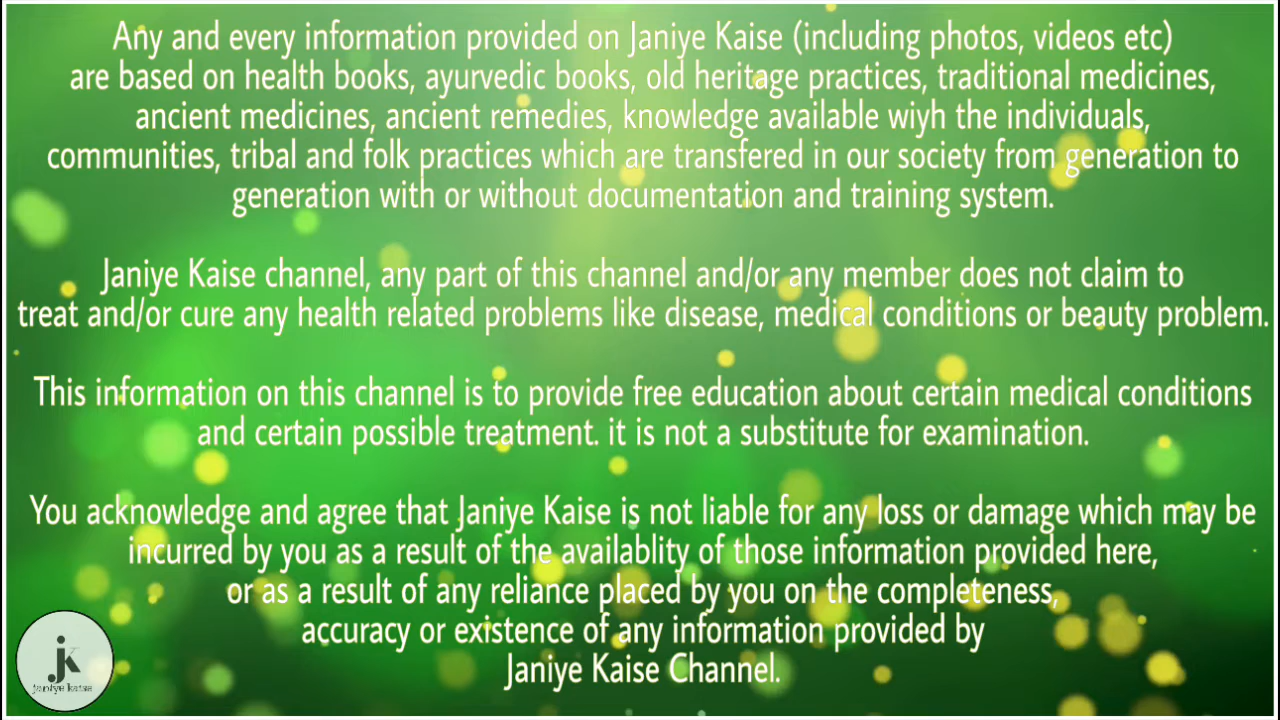 Any and every information provided on Janiye Kaise (including photos, videos etc)
are based on health books, ayurvedic books, old heritage practices, traditional medicines,
ancient medicines, ancient remedies, knowledge available wiyh the individuals,
communities, tribal and folk practices which are transfered in our society from generation to
generation with or without documentation and training system.
Janiye Kaise channel, any part of this channel and/or any member does not claim to
treat and/or cure any health related problems like disease, medical conditions or beauty problem.
This information on this channel is to provide free education about certain medical conditions
and certain possible treatment. it is not a substitute for examination.
You acknowledge and agree that Janiye Kaise is not liable for any loss or damage which may be
incurred by you as a result of the availablity of those information provided here,
or as a result of any reliance placed by you on the completeness,
accuracy or existence of any information provided by
Janiye Kaise Channel.
jk
janiye kaise